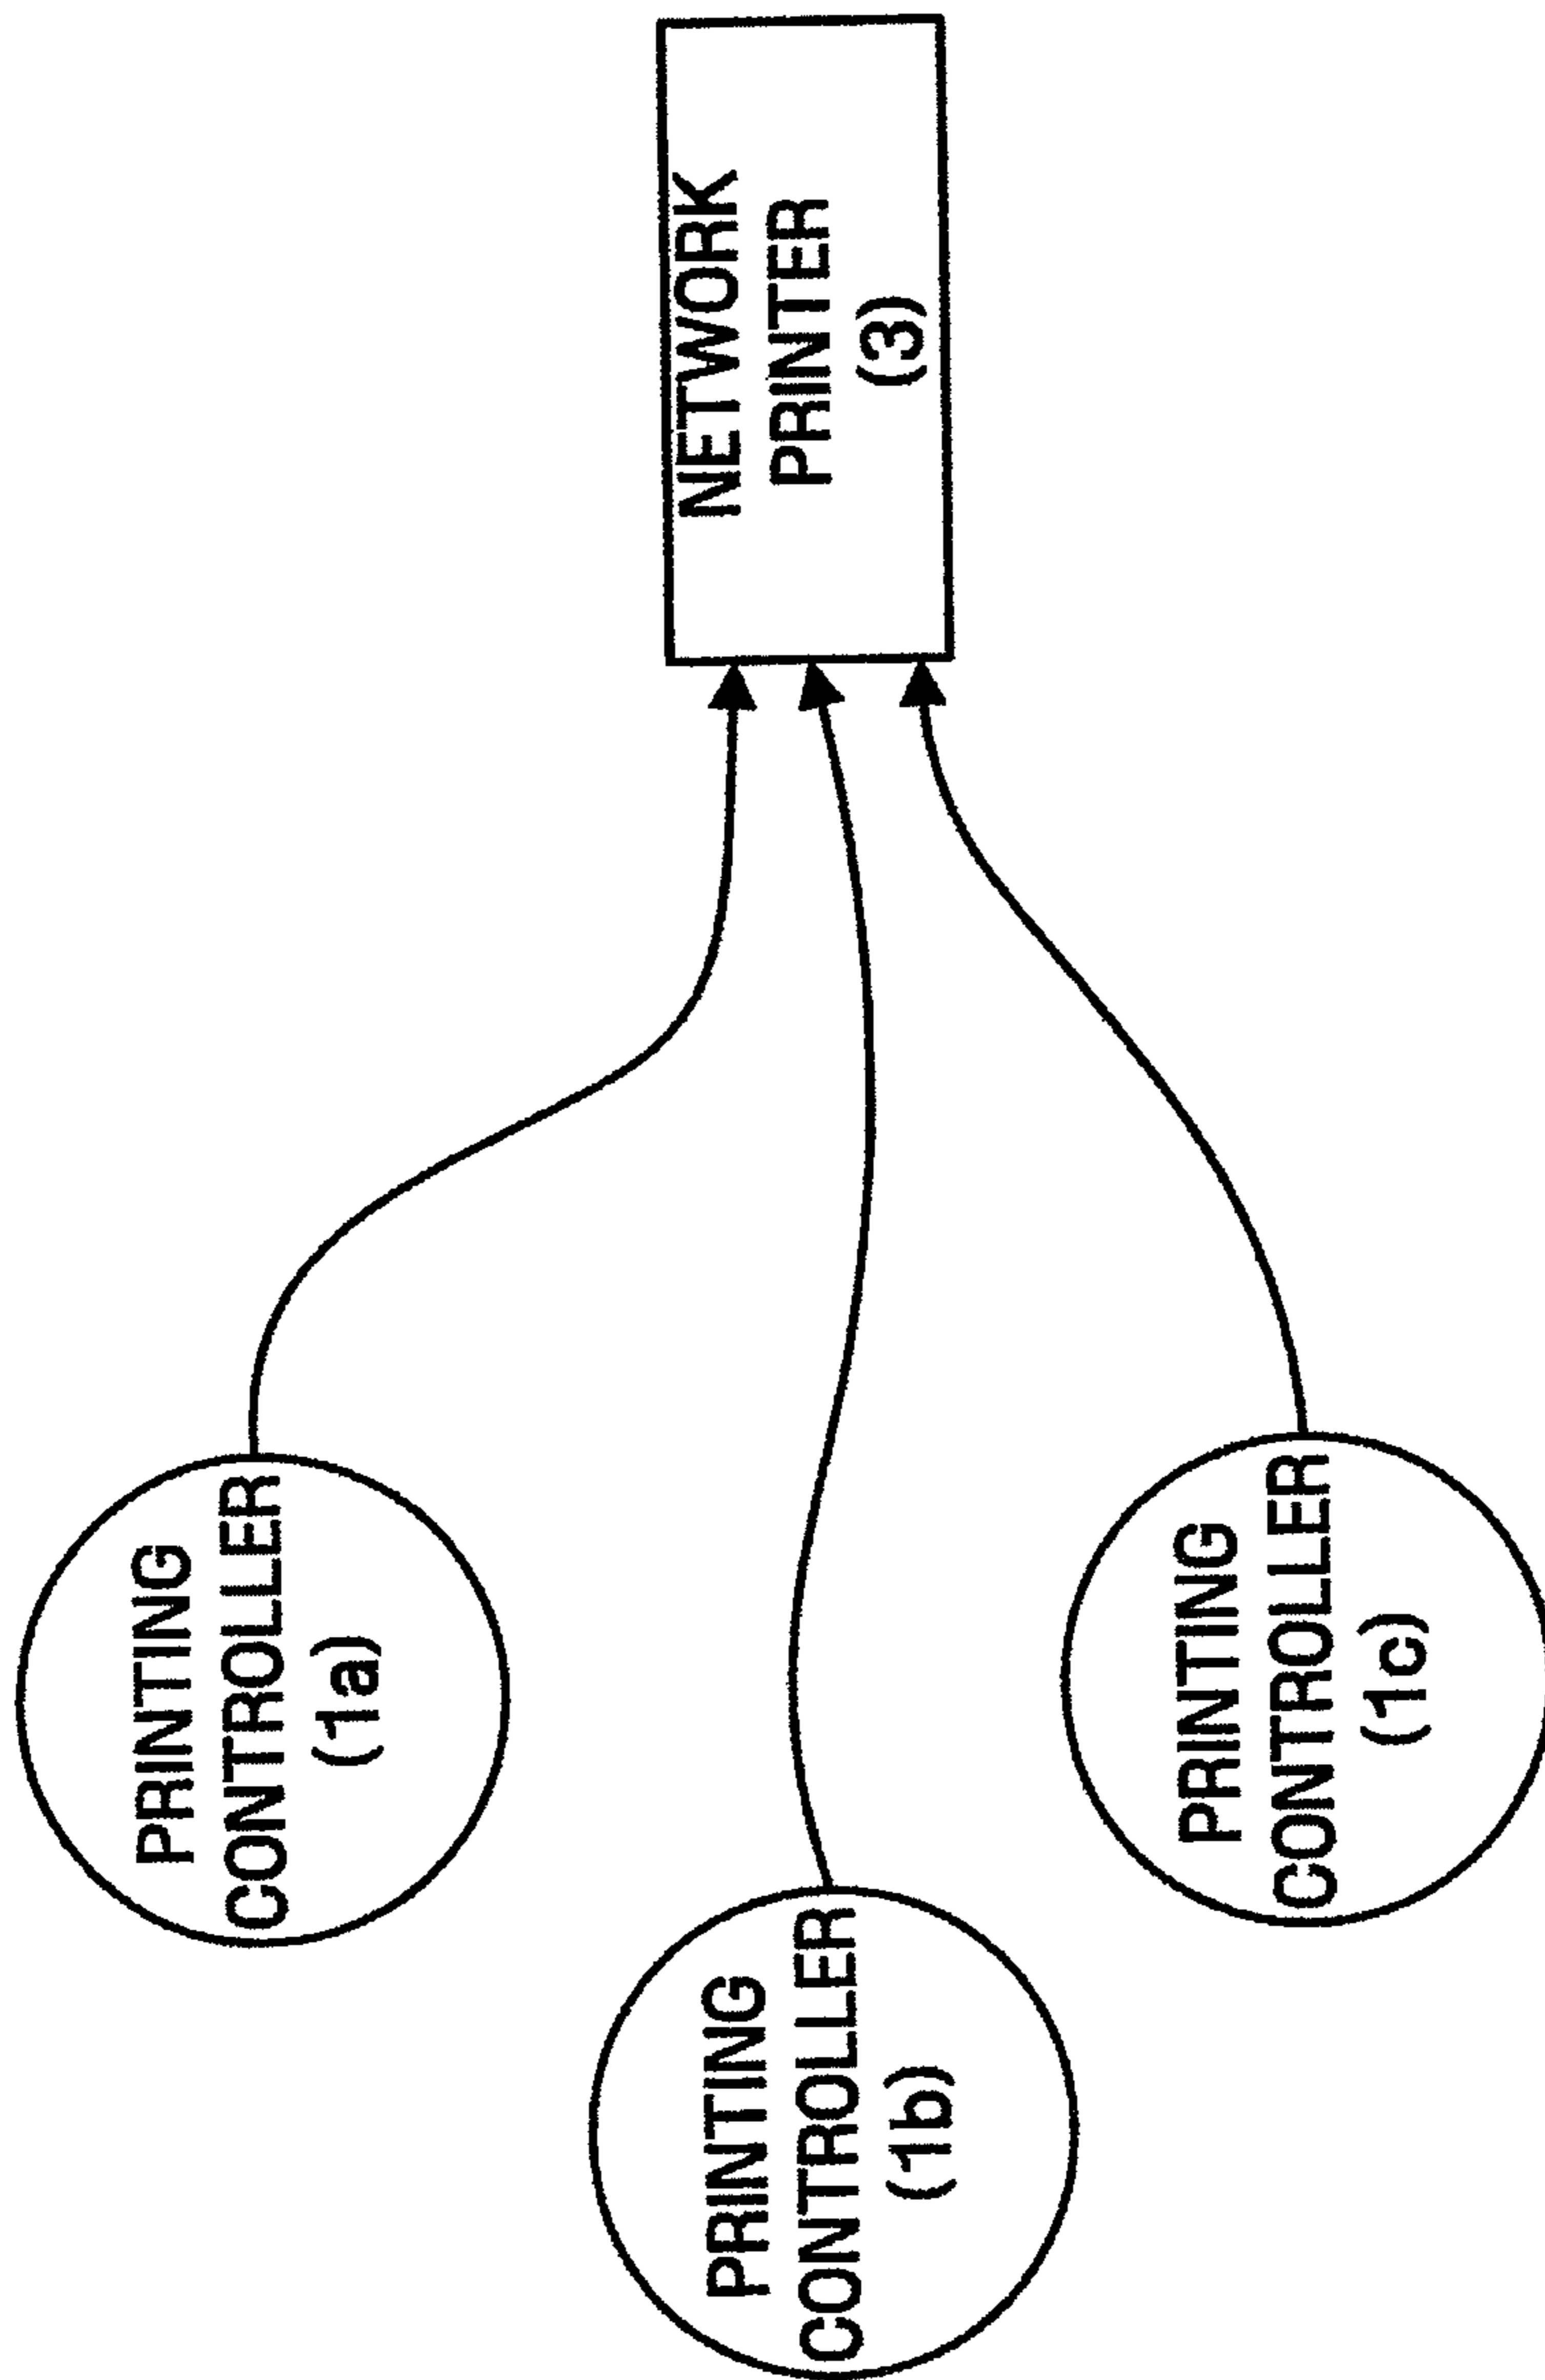 PRINTING
CONTROLLER
(1a)
PRINTING
CONTROLLER
(1b)
PRINTING
CONTROLLER
(1c)
NETWORK
PRINTER
(3)